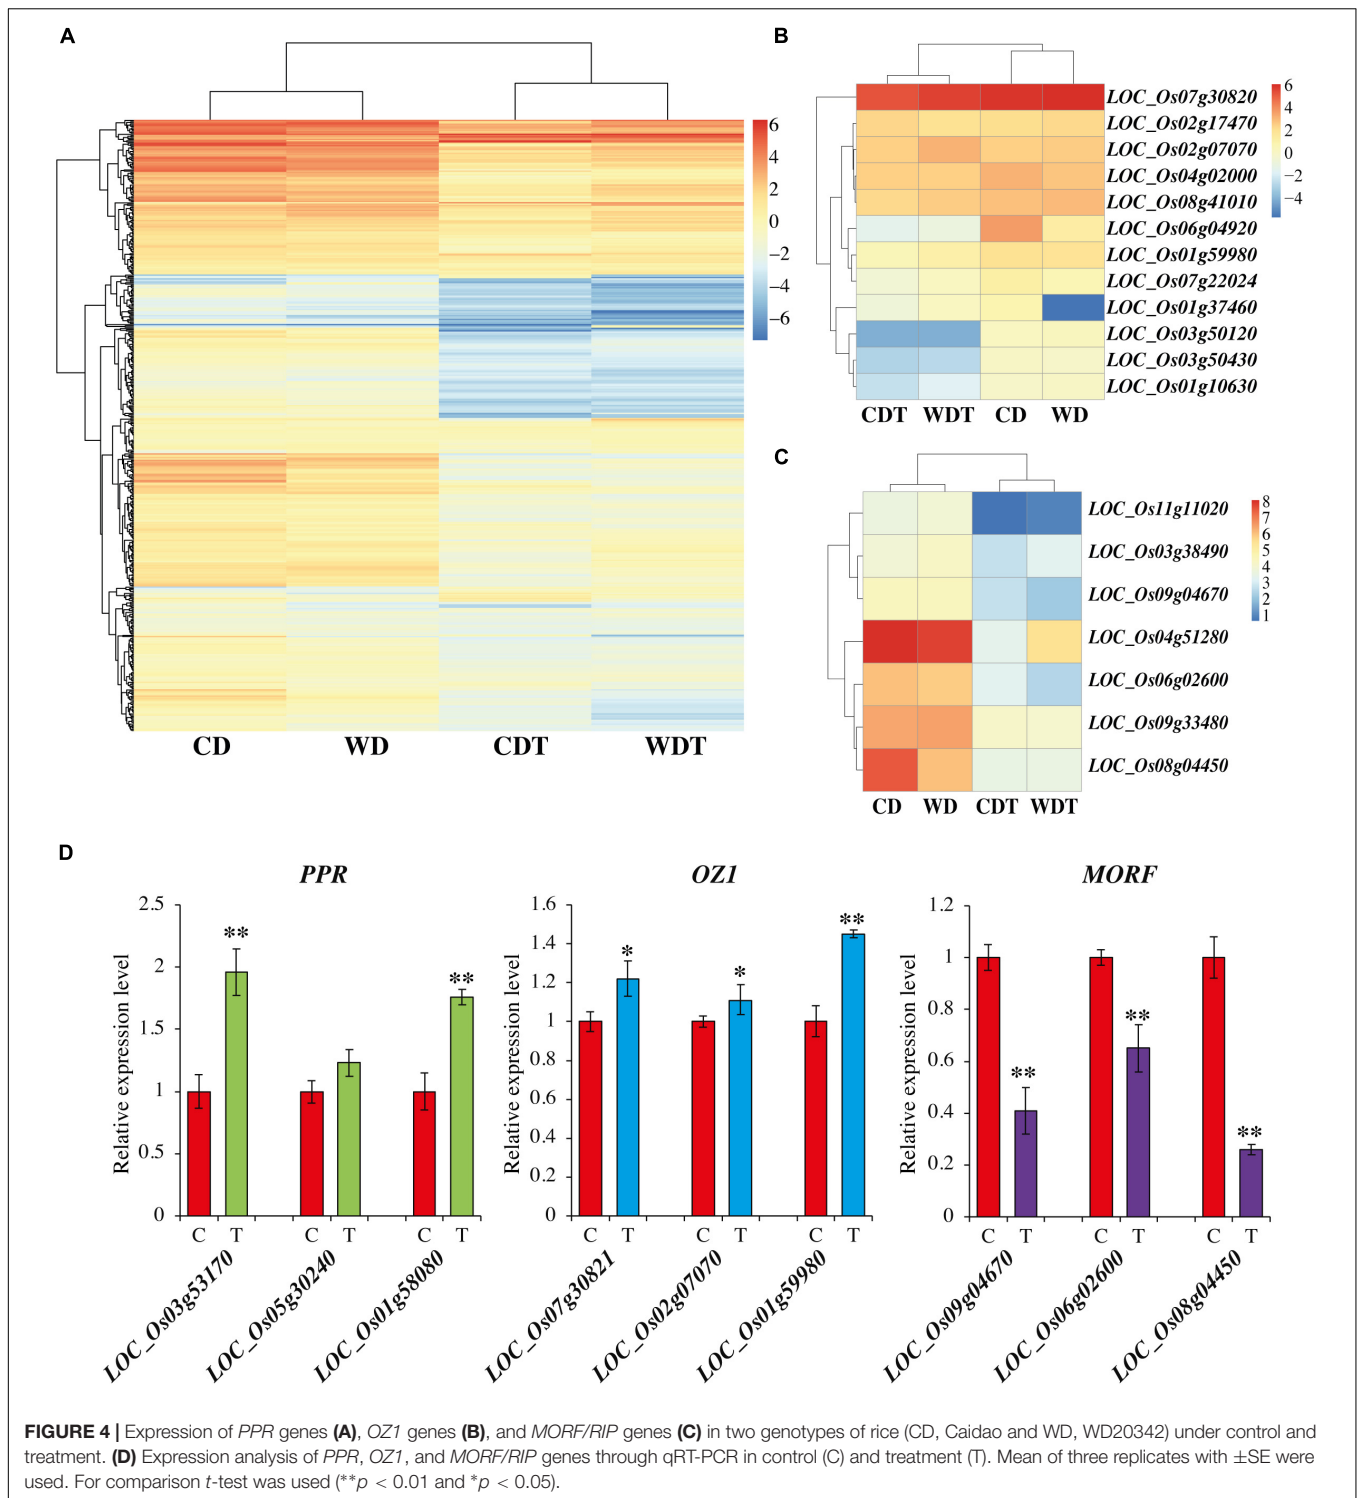 A
6
4
2
0
−2
−4
−6
CD WD CDT WDT
B
LOC_Os07g30820
LOC_Os02g17470
LOC_Os02g07070
LOC_Os04g02000
LOC_Os08g41010
LOC_Os06g04920
LOC_Os01g59980
LOC_Os07g22024
LOC_Os01g37460
LOC_Os03g50120
LOC_Os03g50430
LOC_Os01g10630
6
4
2
0
−2
−4
CDT WDT CD WD
C
LOC_Os11g11020
LOC_Os03g38490
LOC_Os09g04670
LOC_Os04g51280
LOC_Os06g02600
LOC_Os09g33480
LOC_Os08g04450
8
7
6
5
4
3
2
1
CD WD CDT WDT
D
PPR
Relative expression level
2.5
2
1.5
1
0.5
0
** **
C T C T C T
LOC_Os03g53170
LOC_Os05g30240
LOC_Os01g58080
OZ1
Relative expression level
1.6
1.4
1.2
1
0.8
0.6
0.4
0.2
0
* * **
C T C T C T
LOC_Os07g30821
LOC_Os02g07070
LOC_Os01g59980
MORF
Relative expression level
1.2
1
0.8
0.6
0.4
0.2
0
** ** **
C T C T C T
LOC_Os09g04670
LOC_Os06g02600
LOC_Os08g04450
FIGURE 4 | Expression of PPR genes (A), OZ1 genes (B), and MORF/RIP genes (C) in two genotypes of rice (CD, Caidao and WD, WD20342) under control and
treatment. (D) Expression analysis of PPR, OZ1, and MORF/RIP genes through qRT-PCR in control (C) and treatment (T). Mean of three replicates with ±SE were
used. For comparison t-test was used (**p < 0.01 and *p < 0.05).